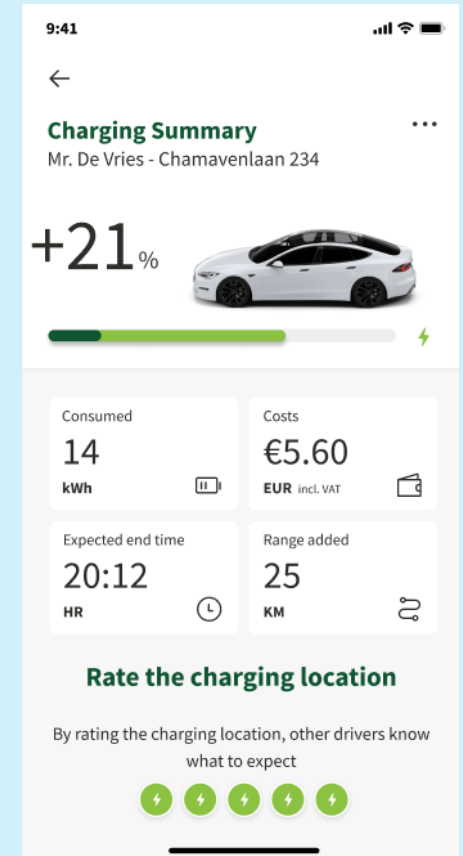 9:41
Charging Summary
Mr. De Vries - Chamavenlaan 234
+21 %
Consumed
14
kWh
Costs
€5.60
EUR incl. VAT
Expected end time
20:12
HR
Range added
25
KM
Rate the charging location
By rating the charging location, other drivers know
what to expect